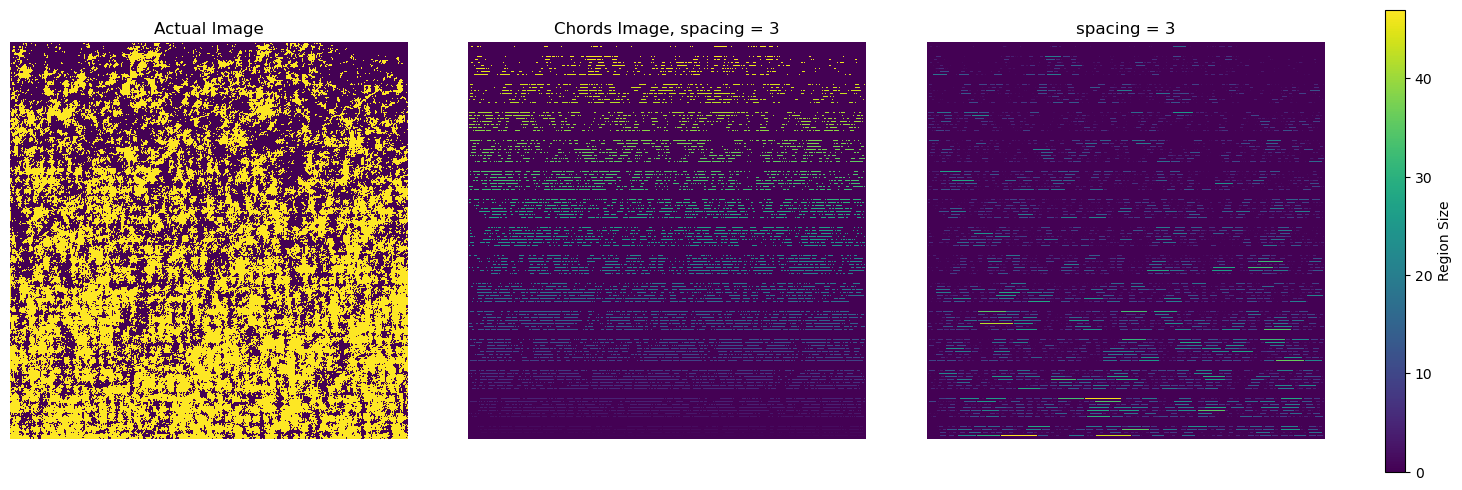 Actual Image
Chords Image, spacing = 3
spacing = 3
40
30
20
10
0
Region Size